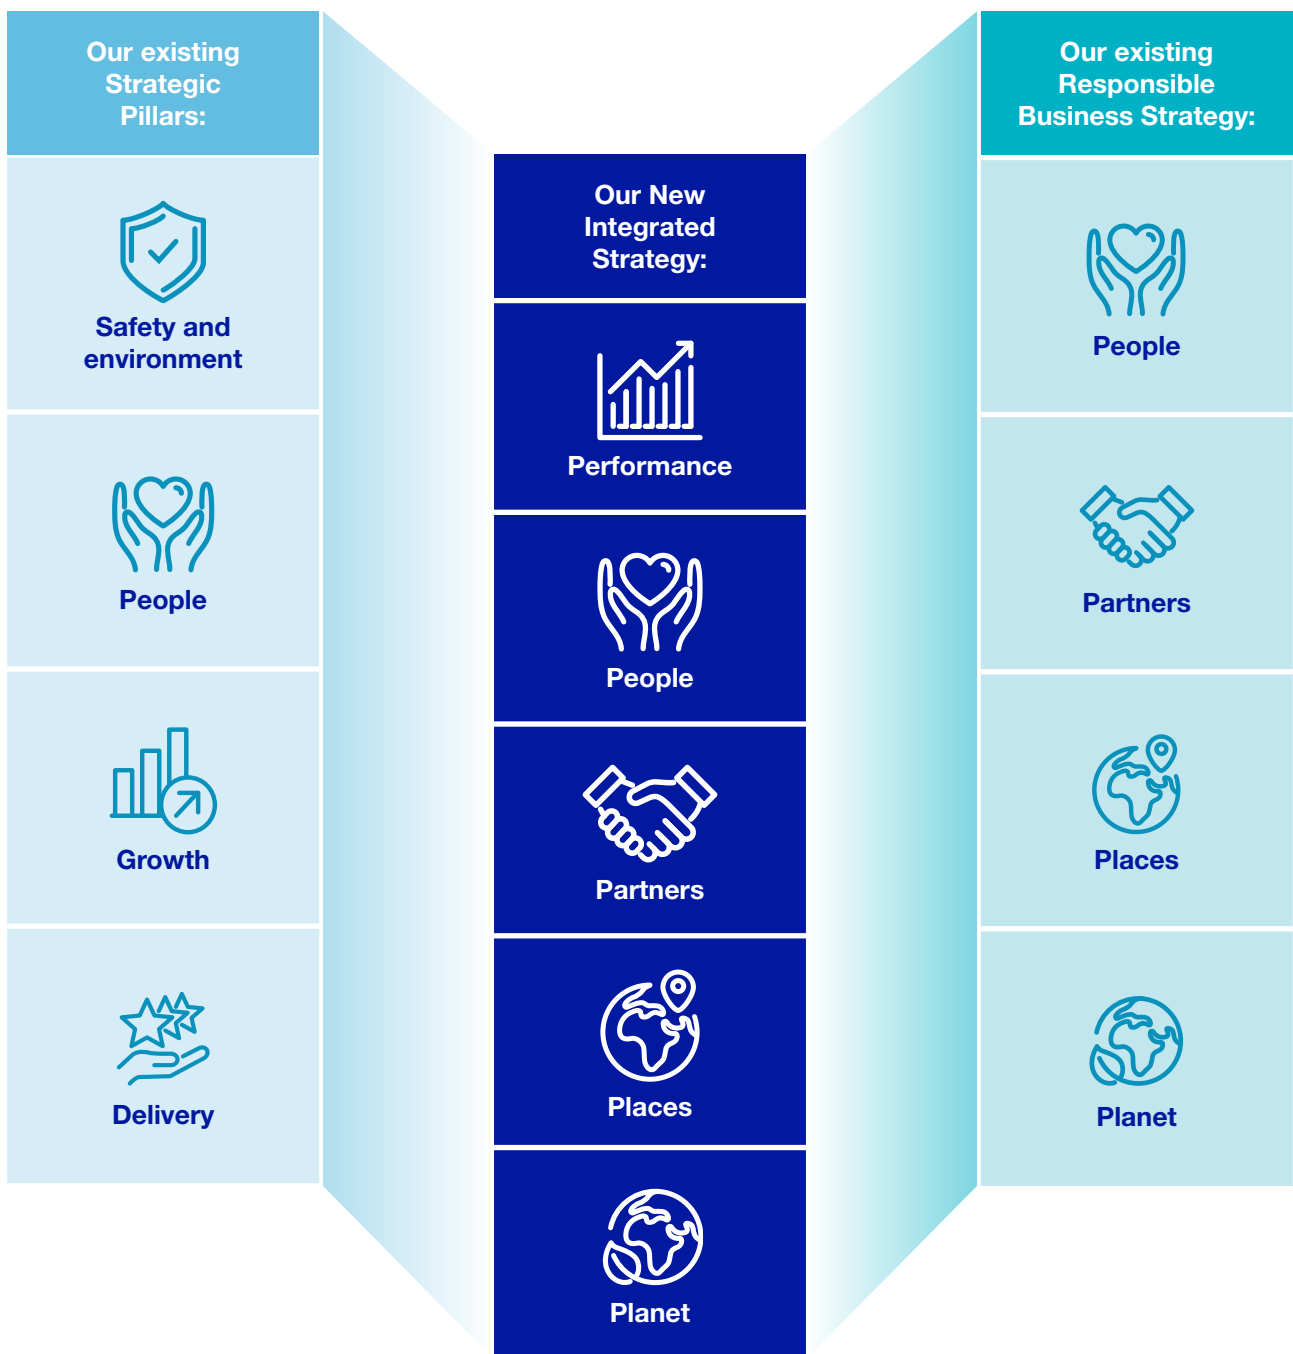 Our existing
Strategic
Pillars:
Safety and
environment
People
Growth
Delivery
Our New
Integrated
Strategy:
Performance
People
Partners
Places
Planet
Our existing
Responsible
Business Strategy:
People
Partners
Places
Planet